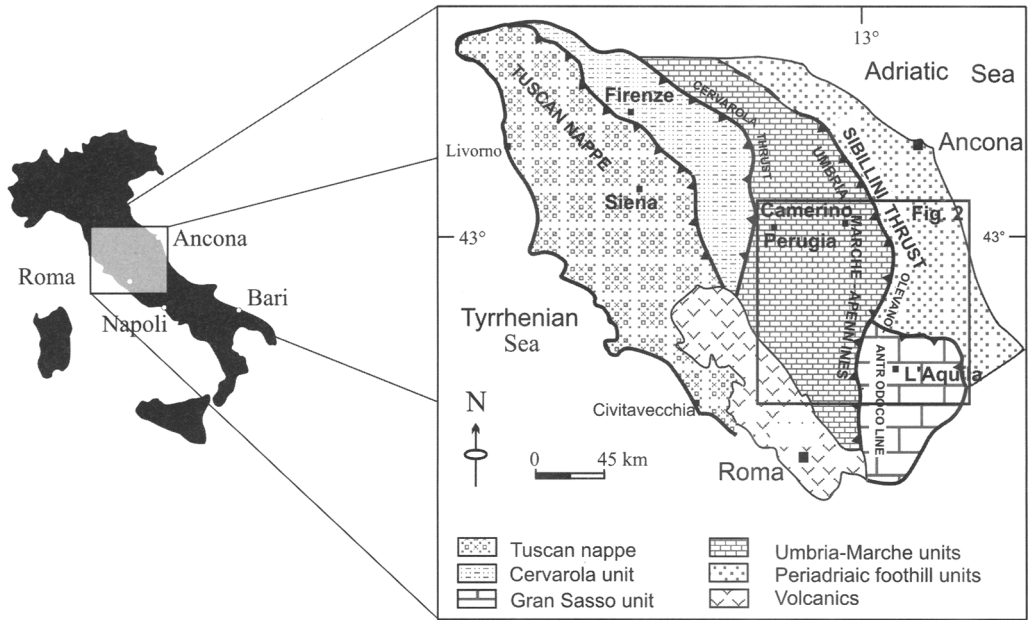 Ancona
Roma
Bari
Napoli
13°
Adriatic Sea
TUSCAN NAPPE
Firenze
CERVAROLA THRUST
SIBILLINI THRUST
Ancona
Livorno
UMBRIA
MARCHE - APENNINES
Siena
Camerino
Fig. 2
43°
Perugia
43°
OLEVANO
Tyrrhenian
Sea
ANTRODOCO LINE
L'Aquila
N
Civitavecchia
0 45 km
Roma
Tuscan nappe
Cervarola unit
Gran Sasso unit
Umbria-Marche units
Periadriaic foothill units
Volcanics